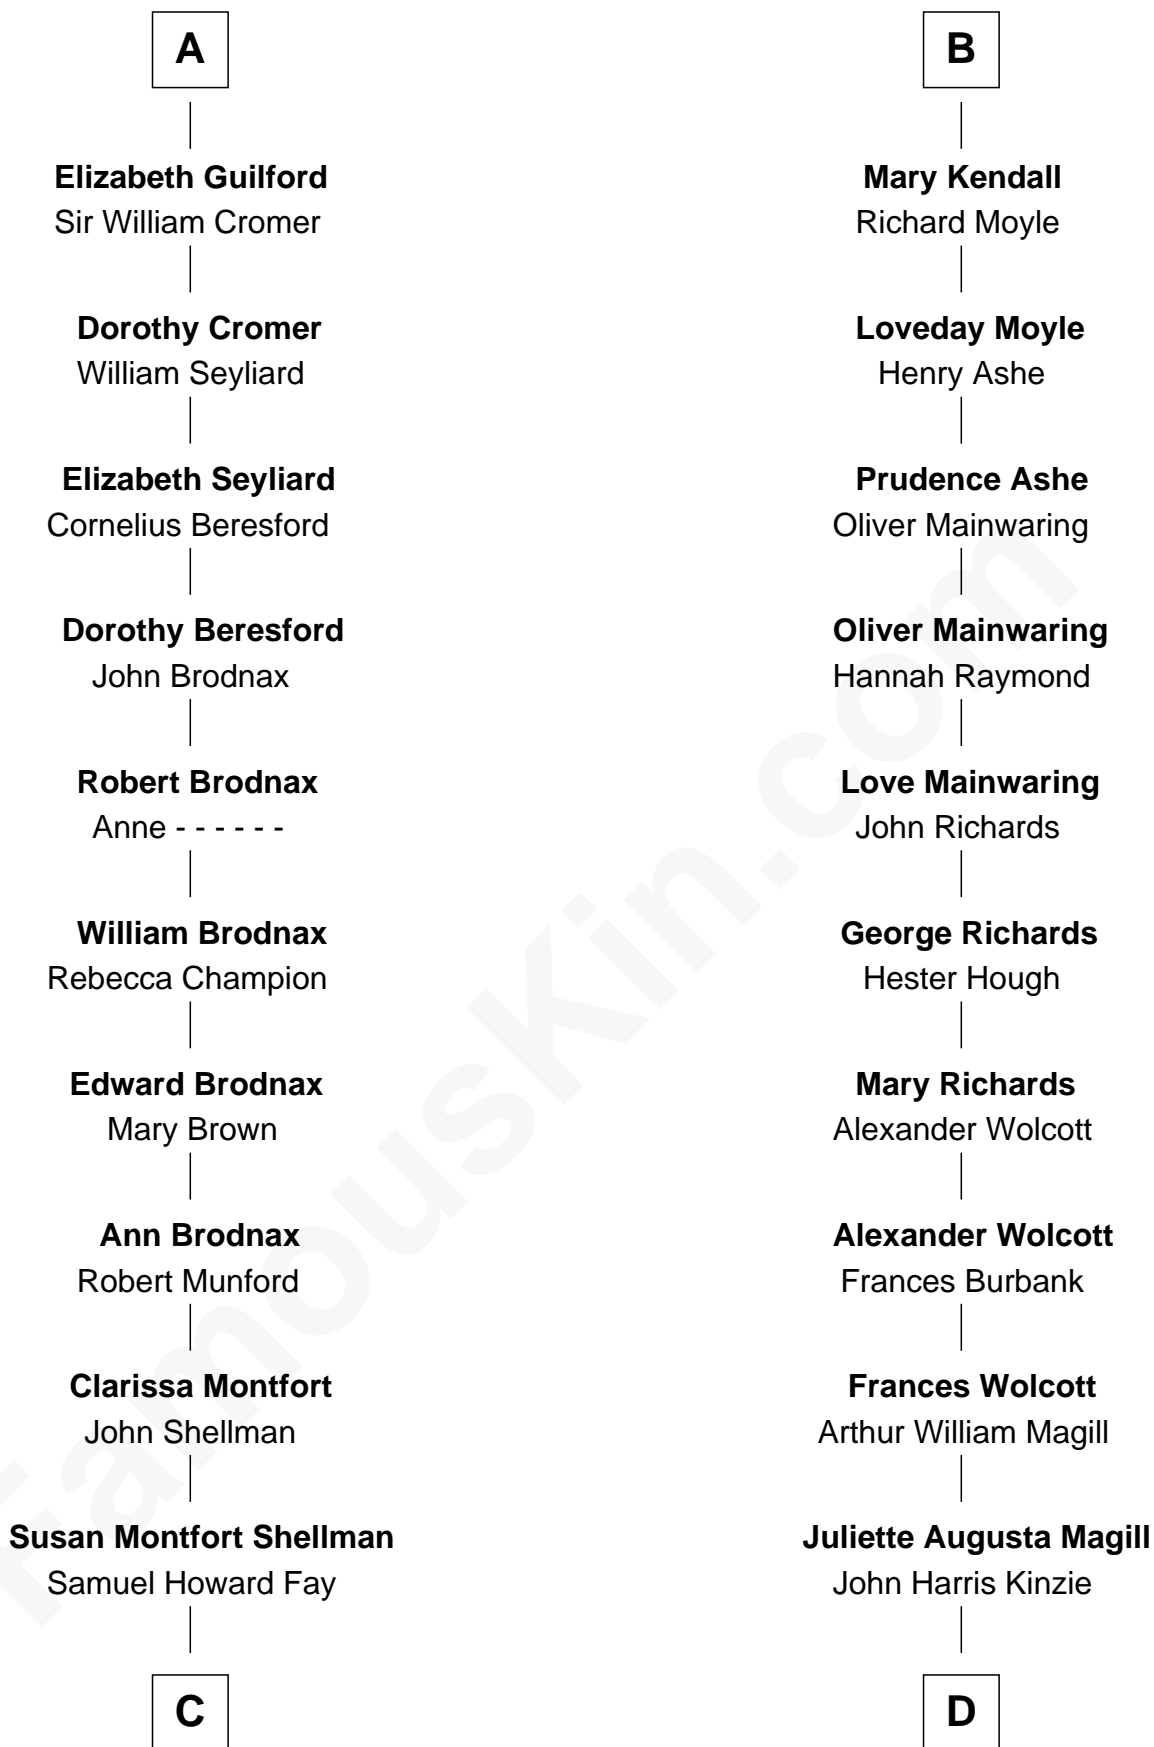 A
Elizabeth Guilford
Sir William Cromer
Dorothy Cromer
William Seyliard
Elizabeth Seyliard
Cornelius Beresford
Dorothy Beresford
John Brodnax
Robert Brodnax
Anne - - - - - -
William Brodnax
Rebecca Champion
Edward Brodnax
Mary Brown
Ann Brodnax
Robert Munford
Clarissa Montfort
John Shellman
Susan Montfort Shellman
Samuel Howard Fay
C
B
Mary Kendall
Richard Moyle
Loveday Moyle
Henry Ashe
Prudence Ashe
Oliver Mainwaring
Oliver Mainwaring
Hannah Raymond
Love Mainwaring
John Richards
George Richards
Hester Hough
Mary Richards
Alexander Wolcott
Alexander Wolcott
Frances Burbank
Frances Wolcott
Arthur William Magill
Juliette Augusta Magill
John Harris Kinzie
D
FamousKin.com